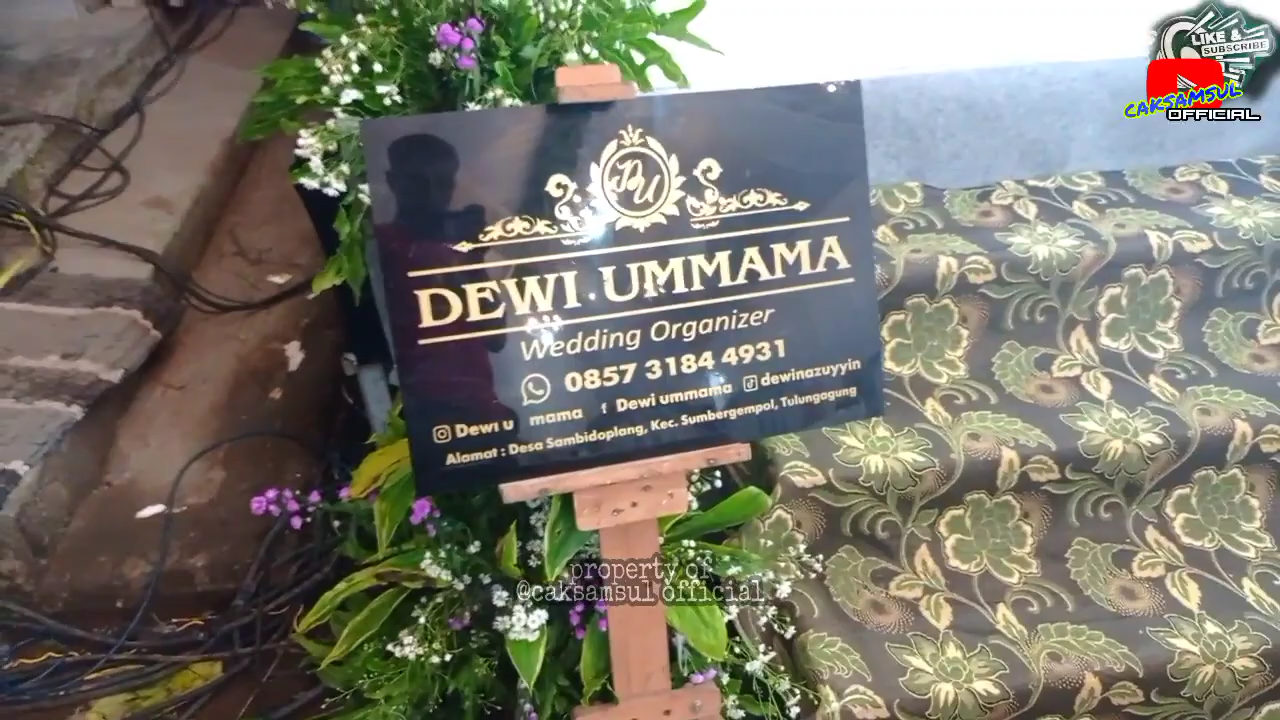 LIKE &
SUBSCRIBE
CAKSAMSUL
OFFICIAL
DU
DEWI UMMAMA
Wedding Organizer
0857 3184 4931
Dewi u mama f Dewi ummama dewinazuyyin
Alamat : Desa Sambidoplang, Kec. Sumbergempol, Tulungagung
property of
@caksamsul official